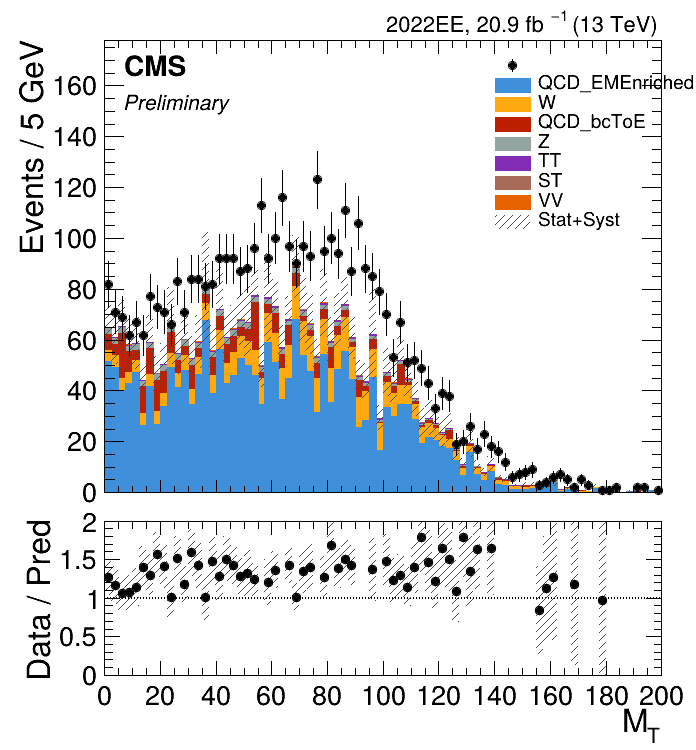 2022EE, 20.9 fb⁻¹ (13 TeV)
CMS
Preliminary
Events / 5 GeV
160
140
120
100
80
60
40
20
0
QCD_EMEnriched
W
QCD_bcToE
Z
TT
ST
VV
Stat+Syst
Data / Pred
2
1.5
1
0.5
0
0 20 40 60 80 100 120 140 160 180 200
M_T